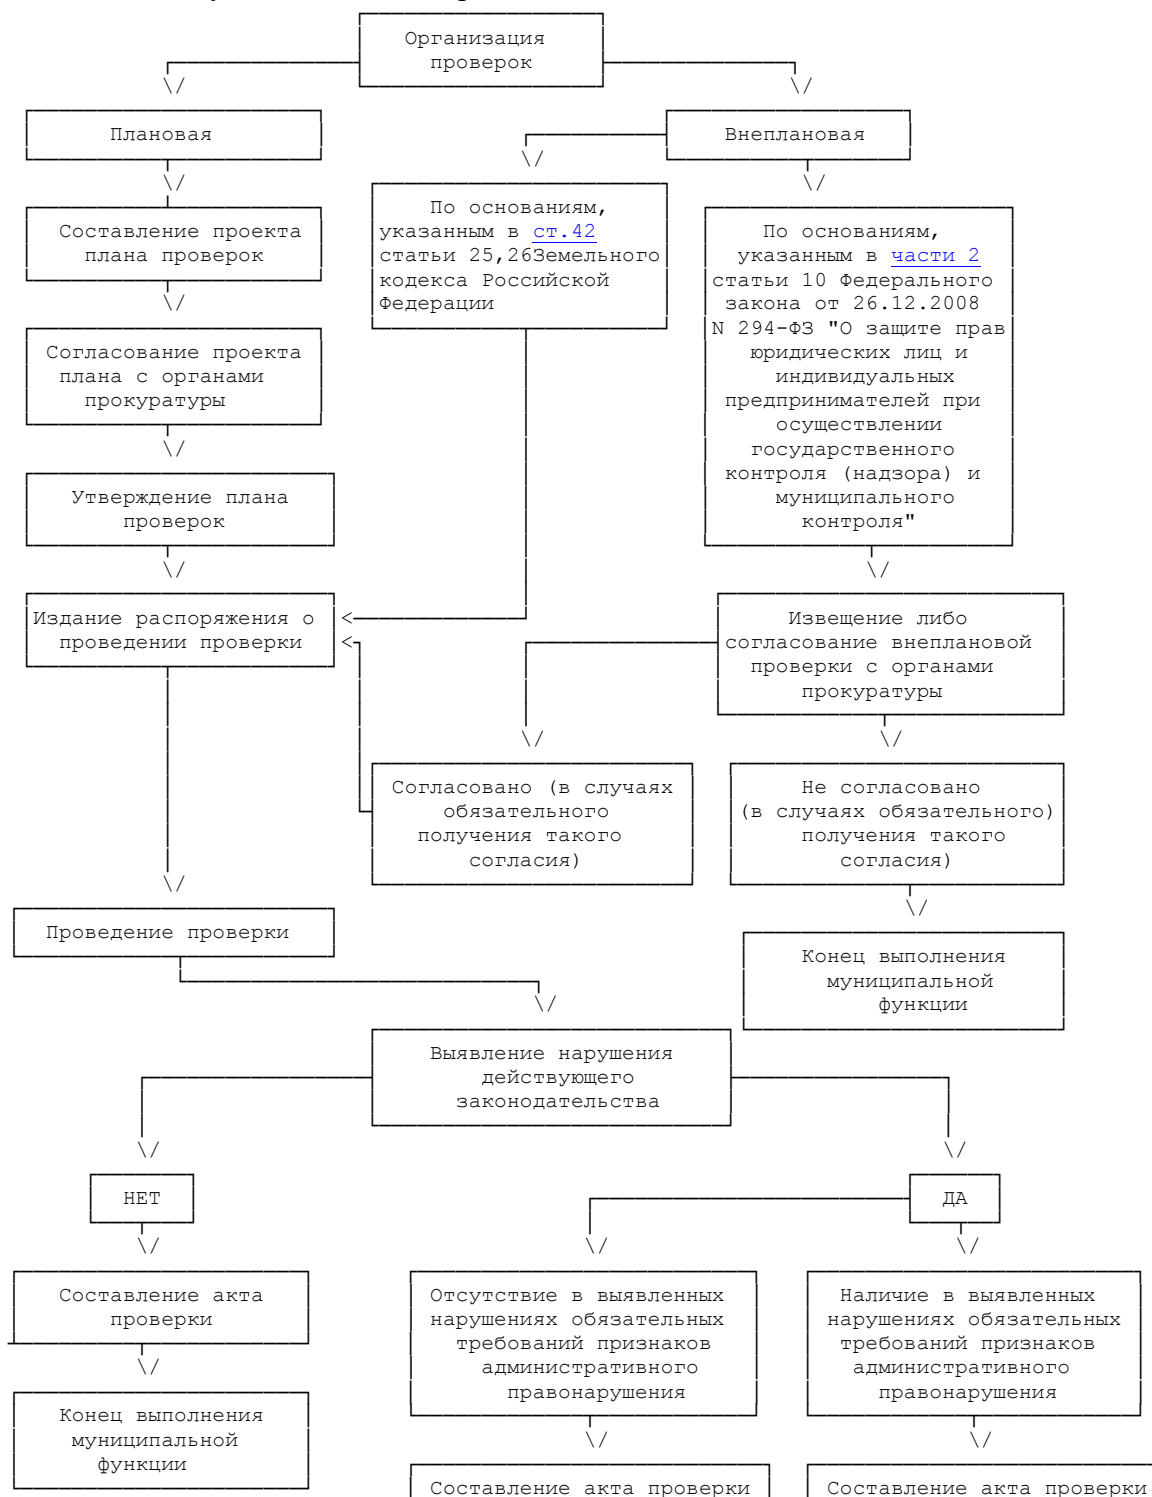 Организация
проверок
Плановая
Внеплановая
По основаниям,
указанным в ст.42
статьи 25,26Земельного
кодекса Российской
Федерации
По основаниям,
указанным в части 2
статьи 10 Федерального
закона от 26.12.2008
N 294-ФЗ "О защите прав
юридических лиц и
индивидуальных
предпринимателей при
осуществлении
государственного
контроля (надзора) и
муниципального
контроля"
Составление проекта
плана проверок
Согласование проекта
плана с органами
прокуратуры
Утверждение плана
проверок
Издание распоряжения о
проведении проверки
Извещение либо
согласование внеплановой
проверки с органами
прокуратуры
Согласовано (в случаях
обязательного
получения такого
согласия)
Не согласовано
(в случаях обязательного)
получения такого
согласия)
Проведение проверки
Конец выполнения
муниципальной
функции
Выявление нарушения
действующего
законодательства
НЕТ
ДА
Составление акта
проверки
Отсутствие в выявленных
нарушениях обязательных
требований признаков
административного
правонарушения
Наличие в выявленных
нарушениях обязательных
требований признаков
административного
правонарушения
Конец выполнения
муниципальной
функции
Составление акта проверки
Составление акта проверки